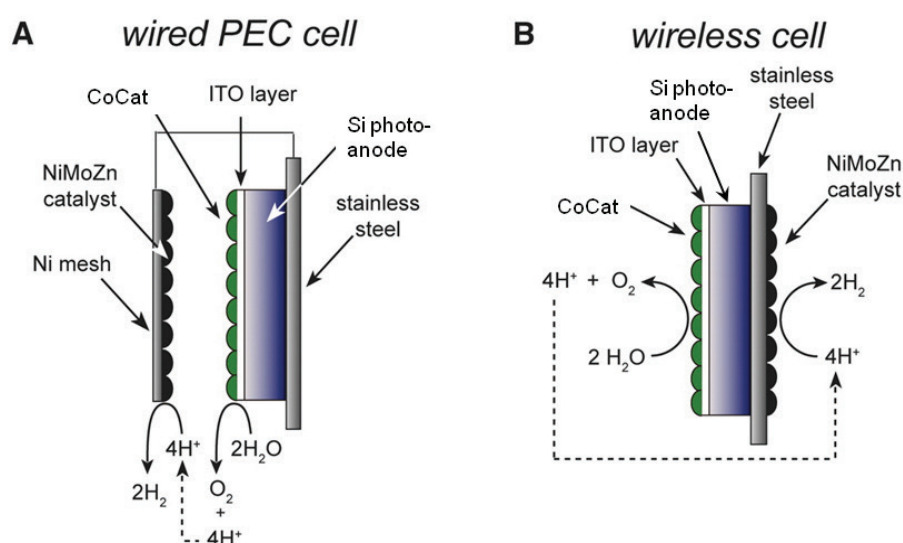 A
wired PEC cell
CoCat
ITO layer
Si photo-
anode
NiMoZn
catalyst
stainless
steel
Ni mesh
4H⁺
2H₂O
2H₂
O₂
+
4H⁺
B
wireless cell
stainless
steel
Si photo-
anode
ITO layer
NiMoZn
catalyst
CoCat
4H⁺ + O₂
2H₂
2 H₂O
4H⁺